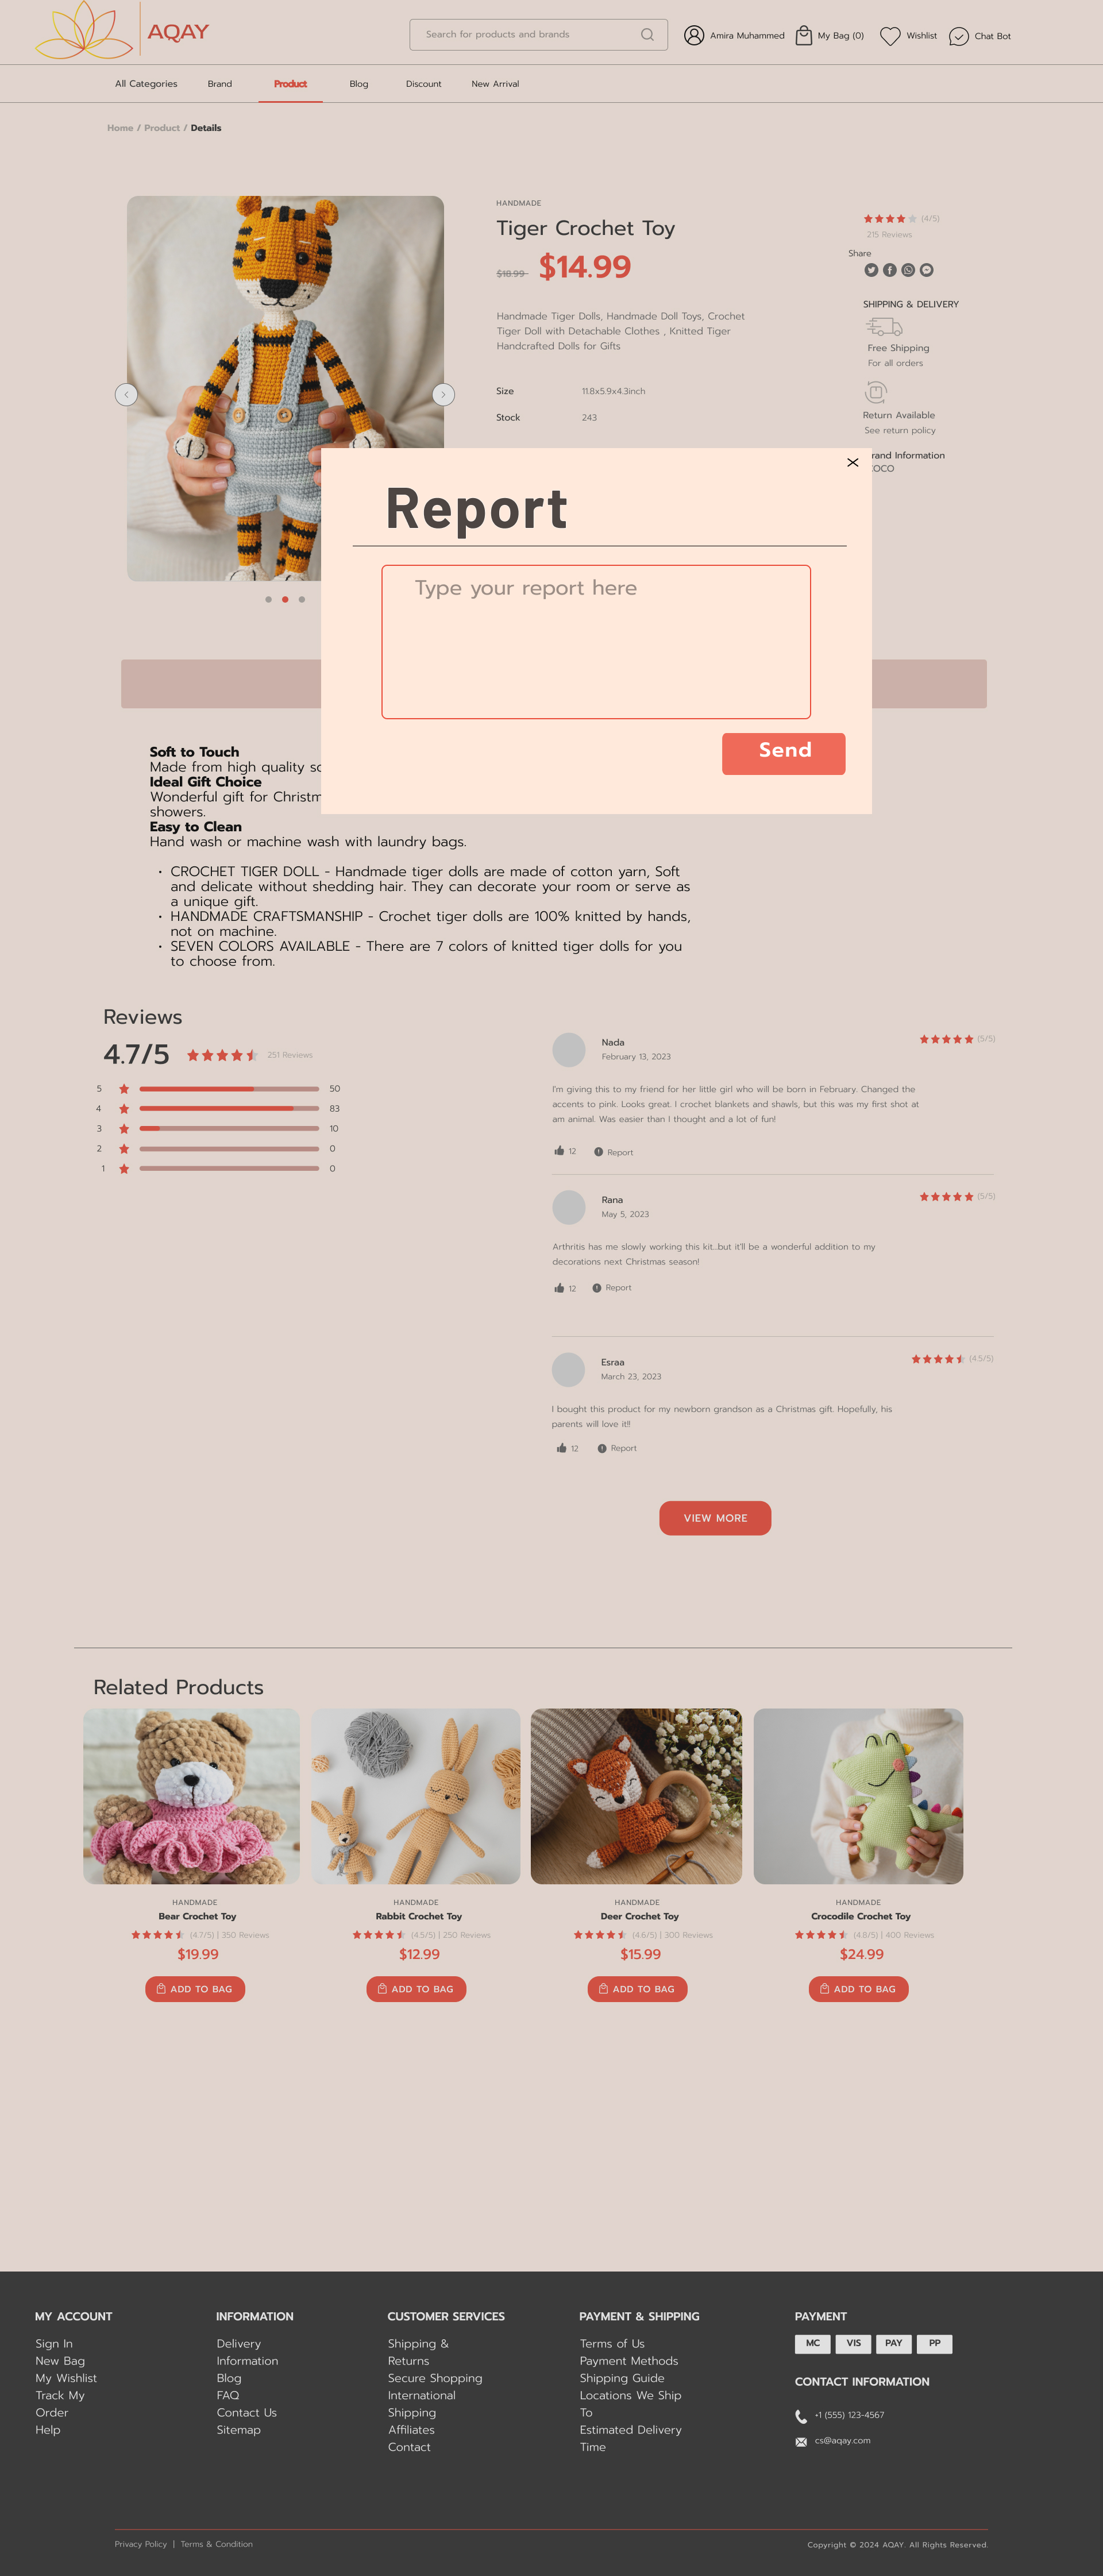 AQAY
Search for products and brands
Amira Muhammed
My Bag (0)
Wishlist
Chat Bot
All Categories
Brand
Product
Blog
Discount
New Arrival
Home / Product / Details
HANDMADE
Tiger Crochet Toy
$18.99 $14.99
Handmade Tiger Dolls, Handmade Doll Toys, Crochet
Tiger Doll with Detachable Clothes , Knitted Tiger
Handcrafted Dolls for Gifts
Size 11.8x5.9x4.3inch
Stock 243
(4/5)
215 Reviews
Share
SHIPPING & DELIVERY
Free Shipping
For all orders
Return Available
See return policy
rand Information
OCO
Report
Type your report here
Send
Soft to Touch
Made from high quality
Ideal Gift Choice
Wonderful gift for Christm
showers.
Easy to Clean
Hand wash or machine wash with laundry bags.
• CROCHET TIGER DOLL - Handmade tiger dolls are made of cotton yarn, Soft
and delicate without shedding hair. They can decorate your room or serve as
a unique gift.
• HANDMADE CRAFTSMANSHIP - Crochet tiger dolls are 100% knitted by hands,
not on machine.
• SEVEN COLORS AVAILABLE - There are 7 colors of knitted tiger dolls for you
to choose from.
Reviews
4.7/5 251 Reviews
5 50
4 83
3 10
2 0
1 0
Nada (5/5)
February 13, 2023
I'm giving this to my friend for her little girl who will be born in February. Changed the
accents to pink. Looks great. I crochet blankets and shawls, but this was my first shot at
am animal. Was easier than I thought and a lot of fun!
12 Report
Rana (5/5)
May 5, 2023
Arthritis has me slowly working this kit...but it'll be a wonderful addition to my
decorations next Christmas season!
12 Report
Esraa (4.5/5)
March 23, 2023
I bought this product for my newborn grandson as a Christmas gift. Hopefully, his
parents will love it!!
12 Report
VIEW MORE
Related Products
HANDMADE
Bear Crochet Toy
(4.7/5) | 350 Reviews
$19.99
ADD TO BAG
HANDMADE
Rabbit Crochet Toy
(4.5/5) | 250 Reviews
$12.99
ADD TO BAG
HANDMADE
Deer Crochet Toy
(4.6/5) | 300 Reviews
$15.99
ADD TO BAG
HANDMADE
Crocodile Crochet Toy
(4.8/5) | 400 Reviews
$24.99
ADD TO BAG
MY ACCOUNT
Sign In
New Bag
My Wishlist
Track My
Order
Help
INFORMATION
Delivery
Information
Blog
FAQ
Contact Us
Sitemap
CUSTOMER SERVICES
Shipping &
Returns
Secure Shopping
International
Shipping
Affiliates
Contact
PAYMENT & SHIPPING
Terms of Us
Payment Methods
Shipping Guide
Locations We Ship
To
Estimated Delivery
Time
PAYMENT
MC VIS PAY PP
CONTACT INFORMATION
+1 (555) 123-4567
cs@aqay.com
Privacy Policy | Terms & Condition
Copyright © 2024 AQAY. All Rights Reserved.